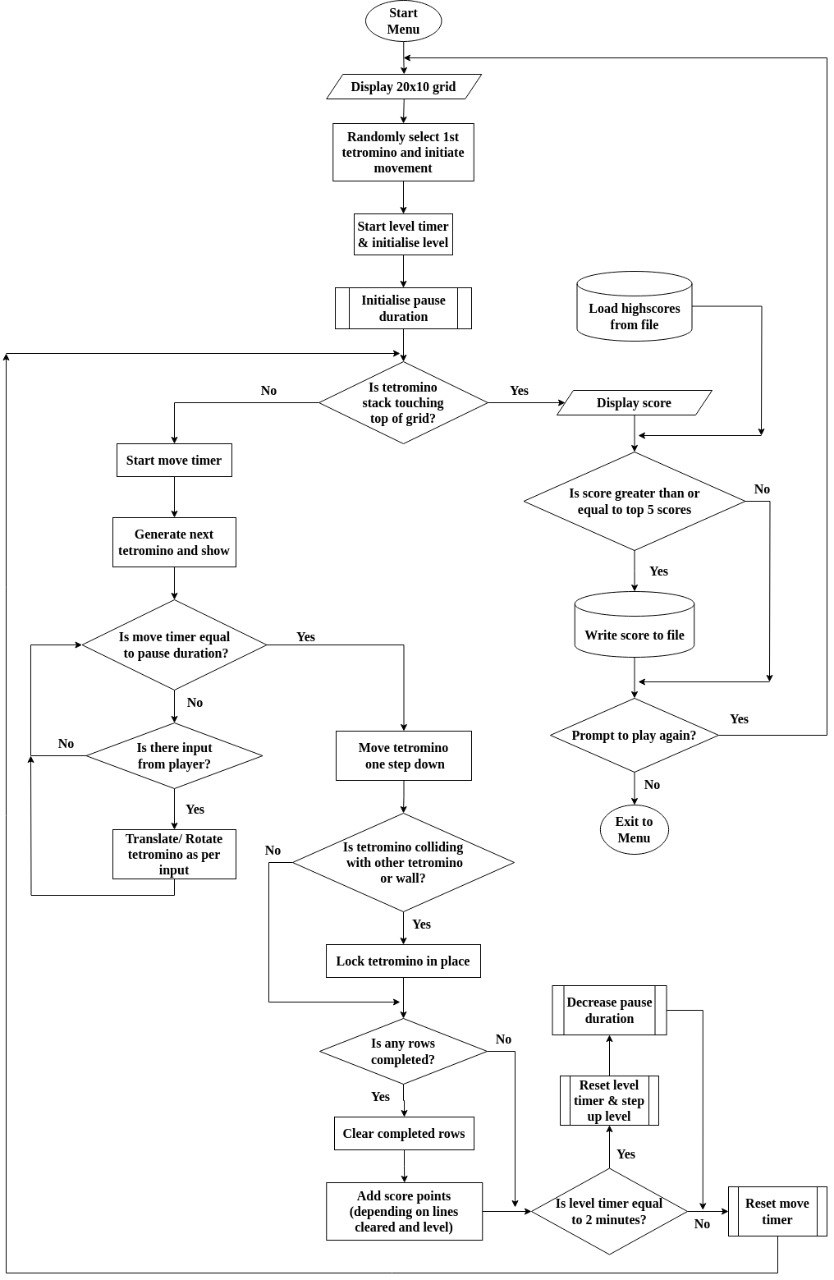 Start
Menu
Display 20x10 grid
Randomly select 1st
tetromino and initiate
movement
Start level timer
& initialise level
Initialise pause
duration
Load highscores
from file
Is tetromino
stack touching
top of grid?
No
Yes
Display score
Start move timer
Is score greater than or
equal to top 5 scores
No
Yes
Generate next
tetromino and show
Write score to file
Is move timer equal
to pause duration?
Yes
No
Prompt to play again?
Yes
No
Exit to
Menu
Is there input
from player?
No
Yes
Translate/ Rotate
tetromino as per
input
Move tetromino
one step down
Is tetromino colliding
with other tetromino
or wall?
No
Yes
Lock tetromino in place
Is any rows
completed?
No
Yes
Clear completed rows
Add score points
(depending on lines
cleared and level)
Decrease pause
duration
Reset level
timer & step
up level
Yes
Is level timer equal
to 2 minutes?
No
Reset move
timer